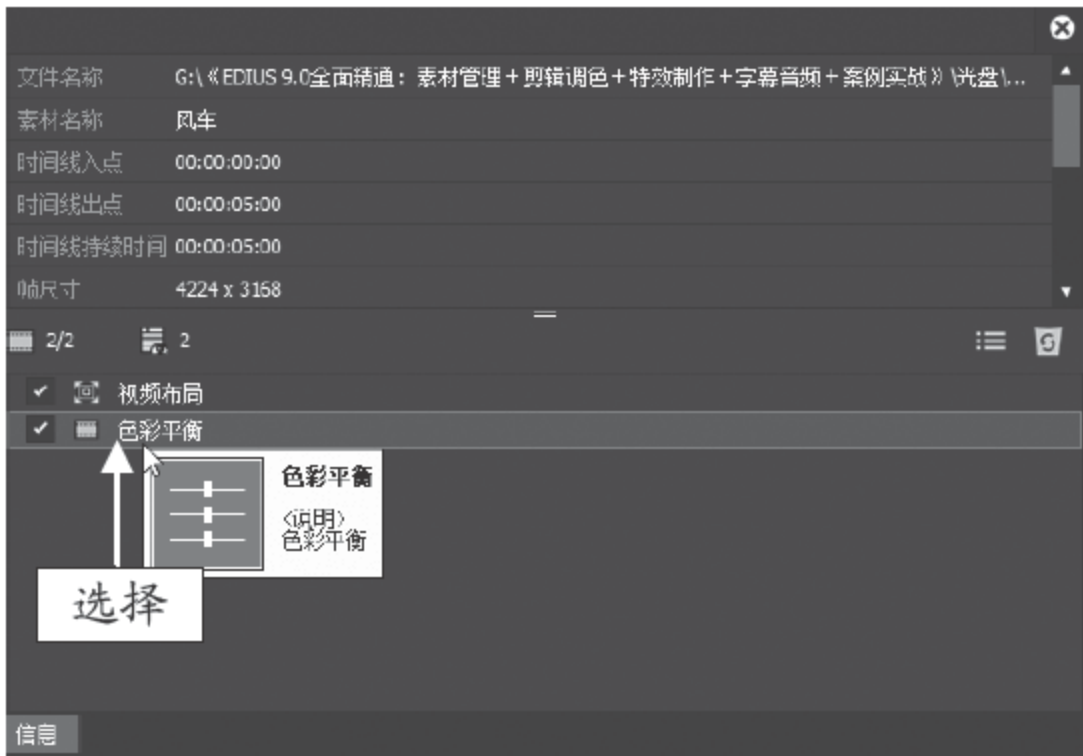 文件名称 G:\《EDIUS 9.0全面精通：素材管理+剪辑调色+特效制作+字幕音频+案例实战》\光盘\...
素材名称 风车
时间线入点 00:00:00:00
时间线出点 00:00:05:00
时间线持续时间 00:00:05:00
帧尺寸 4224 x 3168
2/2 2
视频布局
色彩平衡
色彩平衡
<说明>
色彩平衡
选择
信息